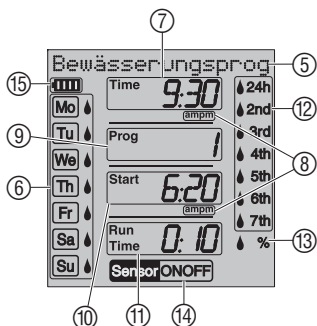 ⑦
Bewässerungsprog ⑤
⑮ Time 9:30 24h
Mo ampm 2nd ⑫
⑨ Tu Prog 1 3rd
We 4th ⑧
⑥ Th Start 6:20 5th
Fr ampm 6th
Sa Run Time 0:10 7th
Su % ⑬
Sensor ONOFF
⑩ ⑪ ⑭